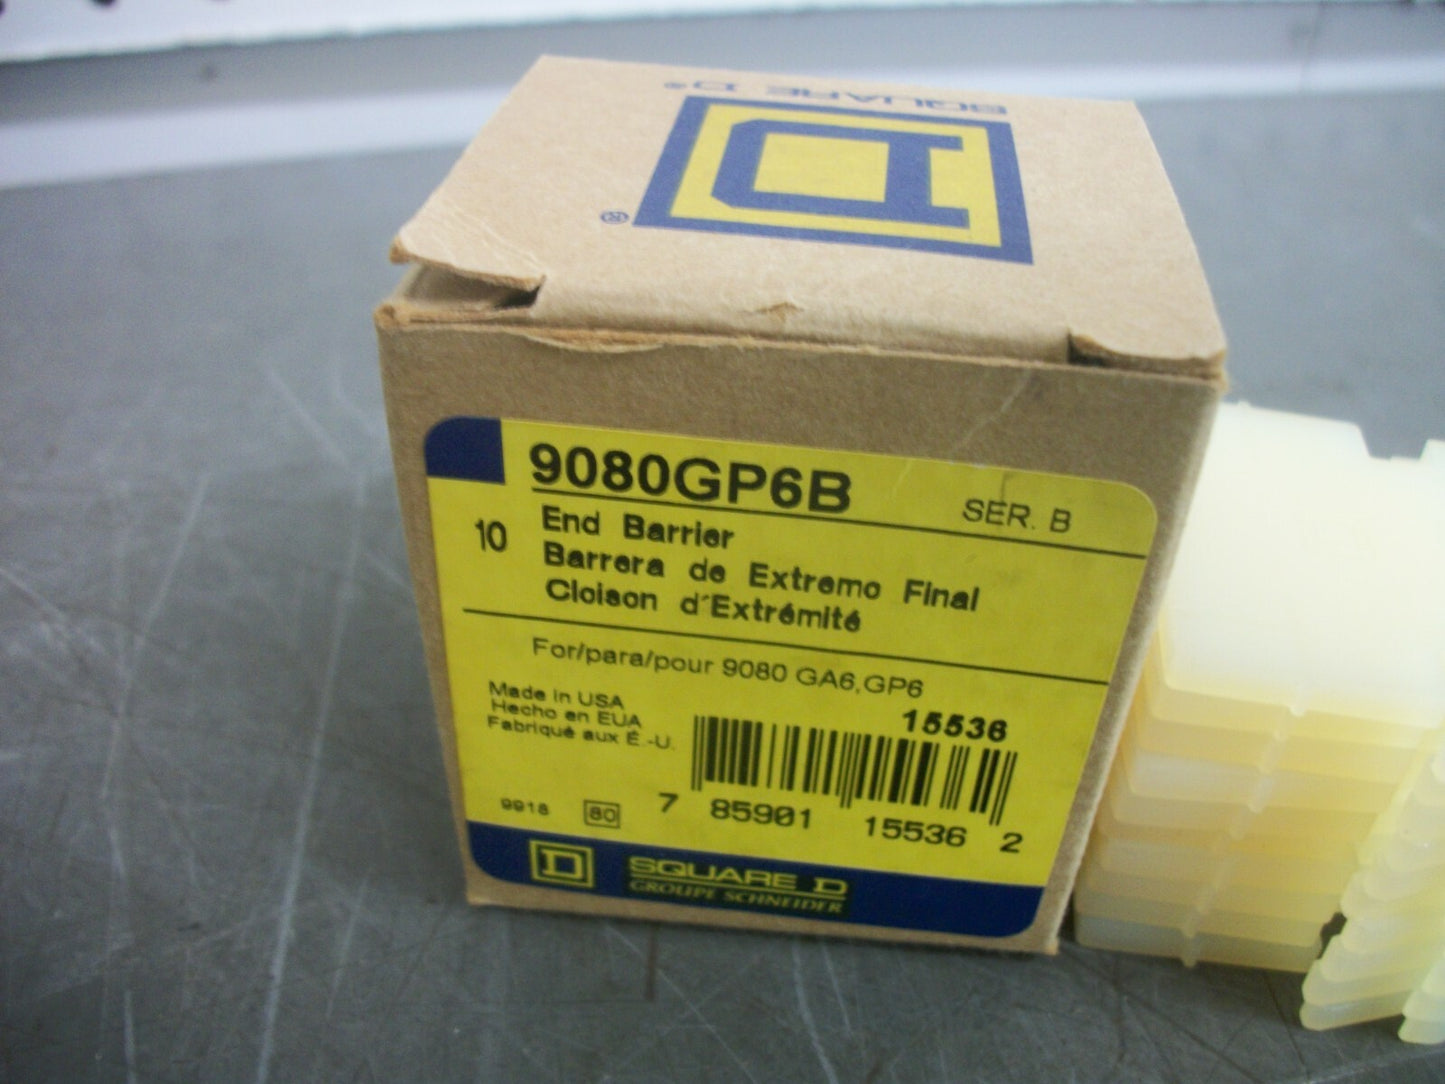 SQUARE D®
D
®
9080GP6B SER. B
10
End Barrier
Barrera de Extremo Final
Cloison d'Extrémité
For/para/pour 9080 GA6,GP6
Made in USA
Hecho en EUA
Fabriqué aux É.-U.
15536
9918 80
7 85901 15536 2
D SQUARE D
GROUPE SCHNEIDER